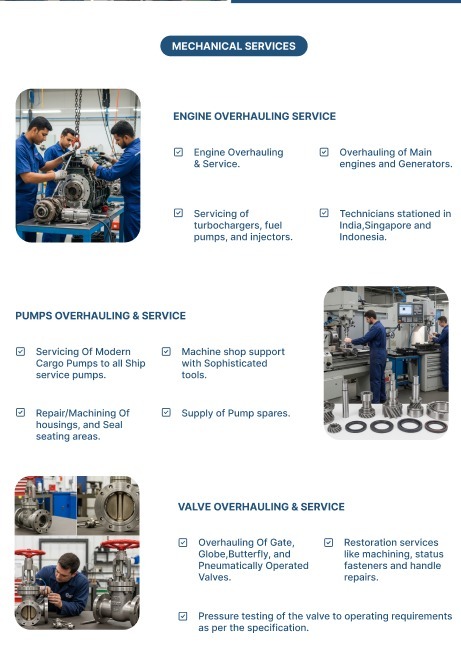 MECHANICAL SERVICES
ENGINE OVERHAULING SERVICE
Engine Overhauling
& Service.
Overhauling of Main
engines and Generators.
Servicing of
turbochargers, fuel
pumps, and injectors.
Technicians stationed in
India,Singapore and
Indonesia.
PUMPS OVERHAULING & SERVICE
Servicing Of Modern
Cargo Pumps to all Ship
service pumps.
Machine shop support
with Sophisticated
tools.
Repair/Machining Of
housings, and Seal
seating areas.
Supply of Pump spares.
VALVE OVERHAULING & SERVICE
Overhauling Of Gate,
Globe,Butterfly, and
Pneumatically Operated
Valves.
Restoration services
like machining, status
fasteners and handle
repairs.
Pressure testing of the valve to operating requirements
as per the specification.